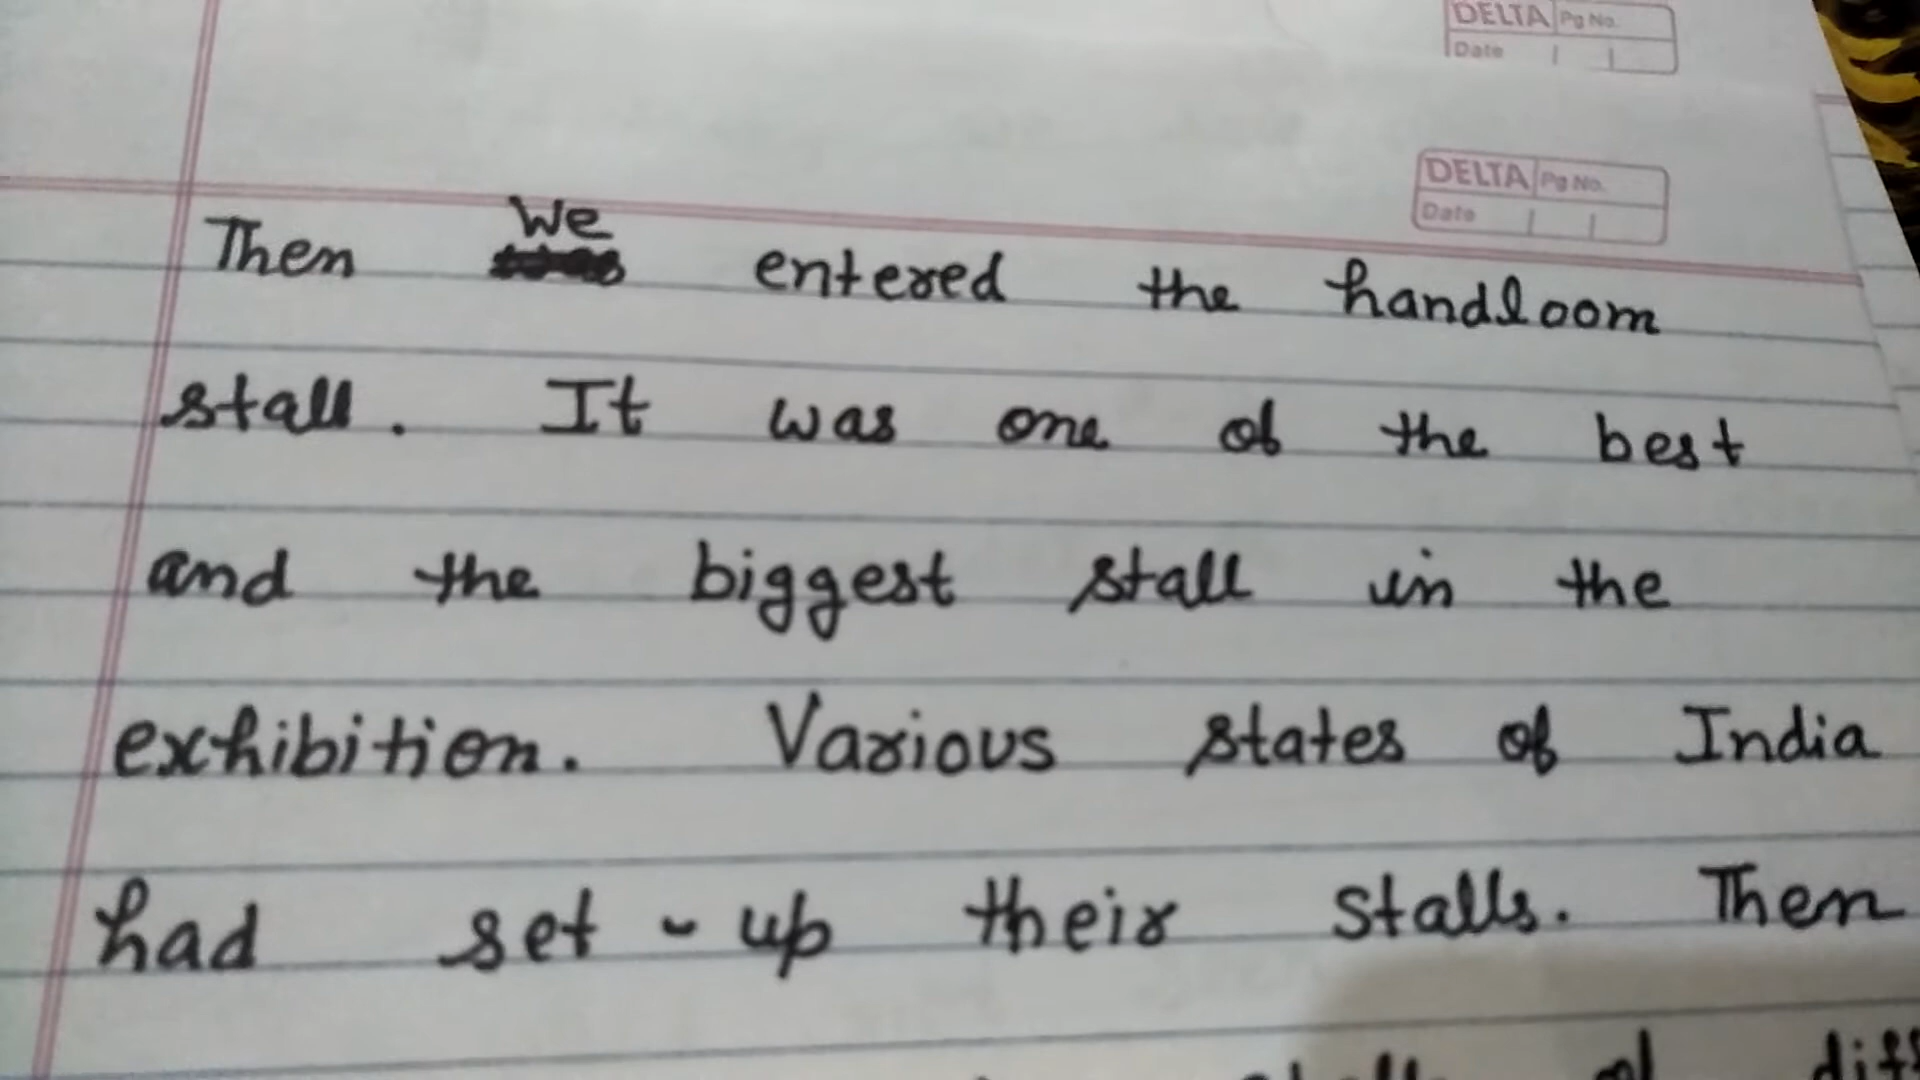 DELTA Pg No.
Date
DELTA Pg No.
Date
Then We entered the handloom
stall. It was one of the best
and the biggest stall in the
exhibition. Various states of India
had set-up their stalls. Then
of